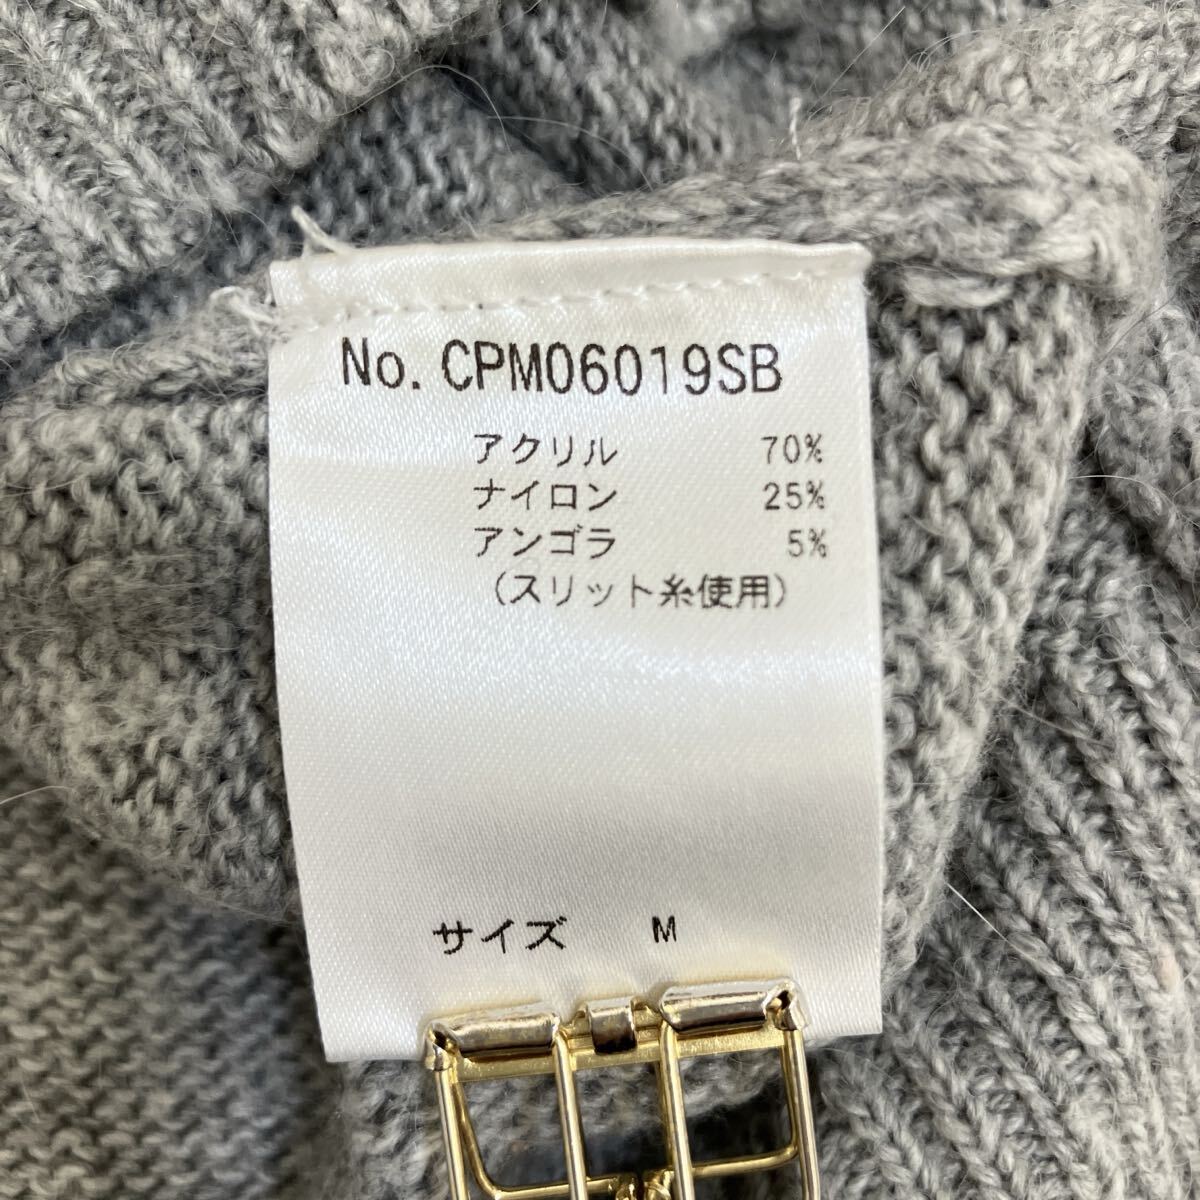 No. CPM06019SB
アクリル 70%
ナイロン 25%
アンゴラ 5%
(スリット糸使用)
サイズ M